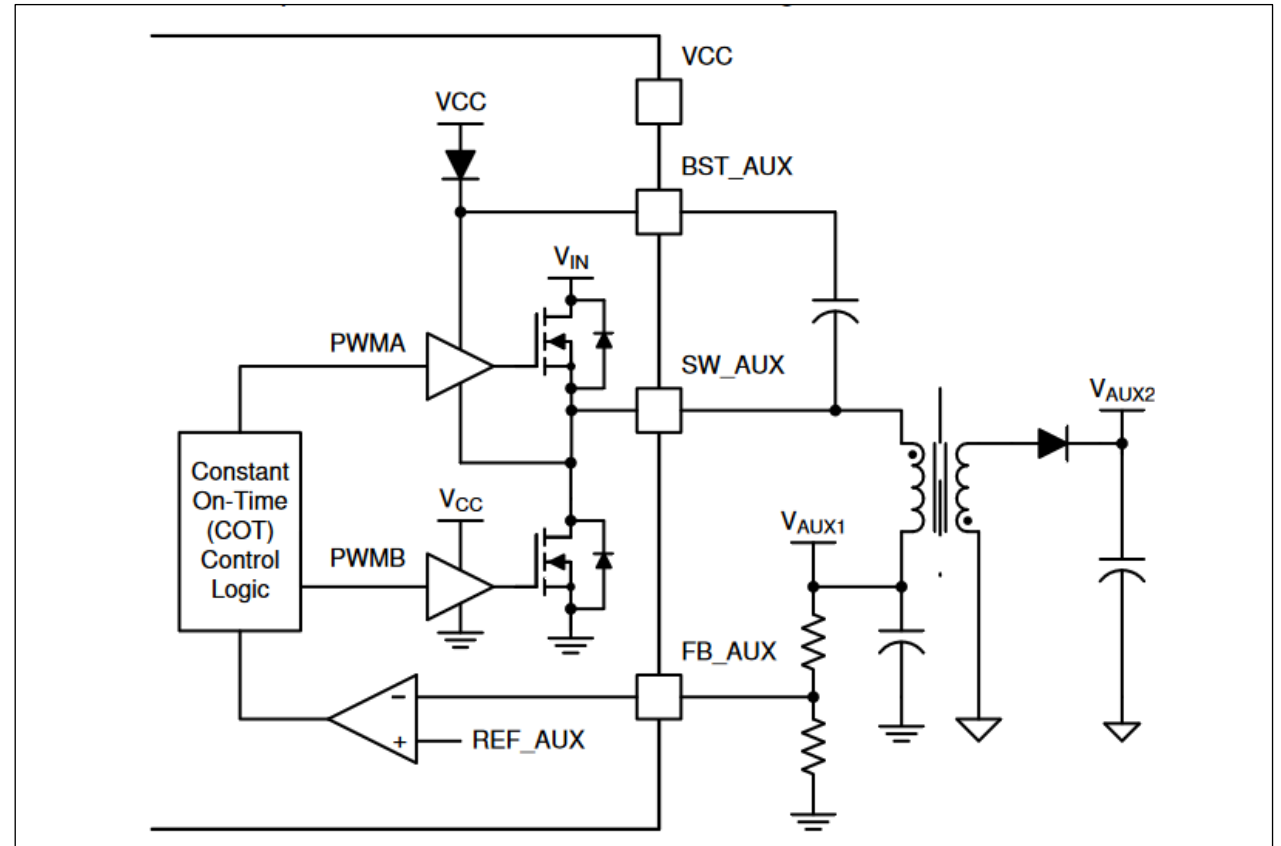 VCC
VCC
BST_AUX
VIN
PWMA
SW_AUX
VAUX2
Constant
On-Time
(COT)
Control
Logic
VCC
PWMB
VAUX1
FB_AUX
−
+
REF_AUX